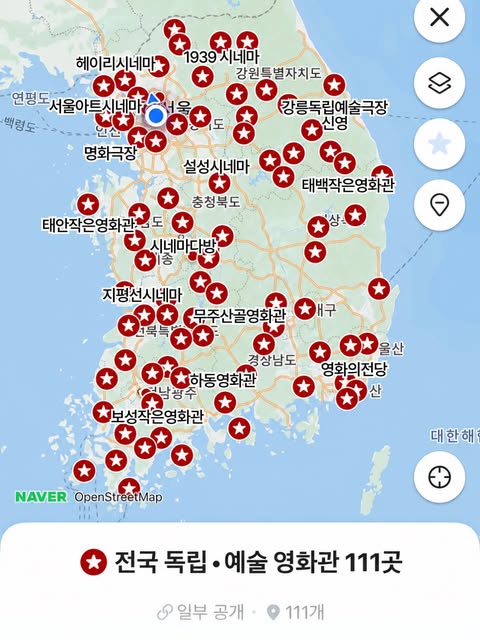 헤이리시네마
1939 시네마
강원특별자치도
연평도
서울아트시네마
서울
강릉독립예술극장
신영
백령도
인천
명화극장
설성시네마
태백작은영화관
충청북도
태안작은영화관
시네마다방
지평선시네마
무주산골영화관
대구
경상남도
울산
영화의전당
하동영화관
보성작은영화관
대한해협
NAVER OpenStreetMap
전국 독립•예술 영화관 111곳
일부 공개 • 111개